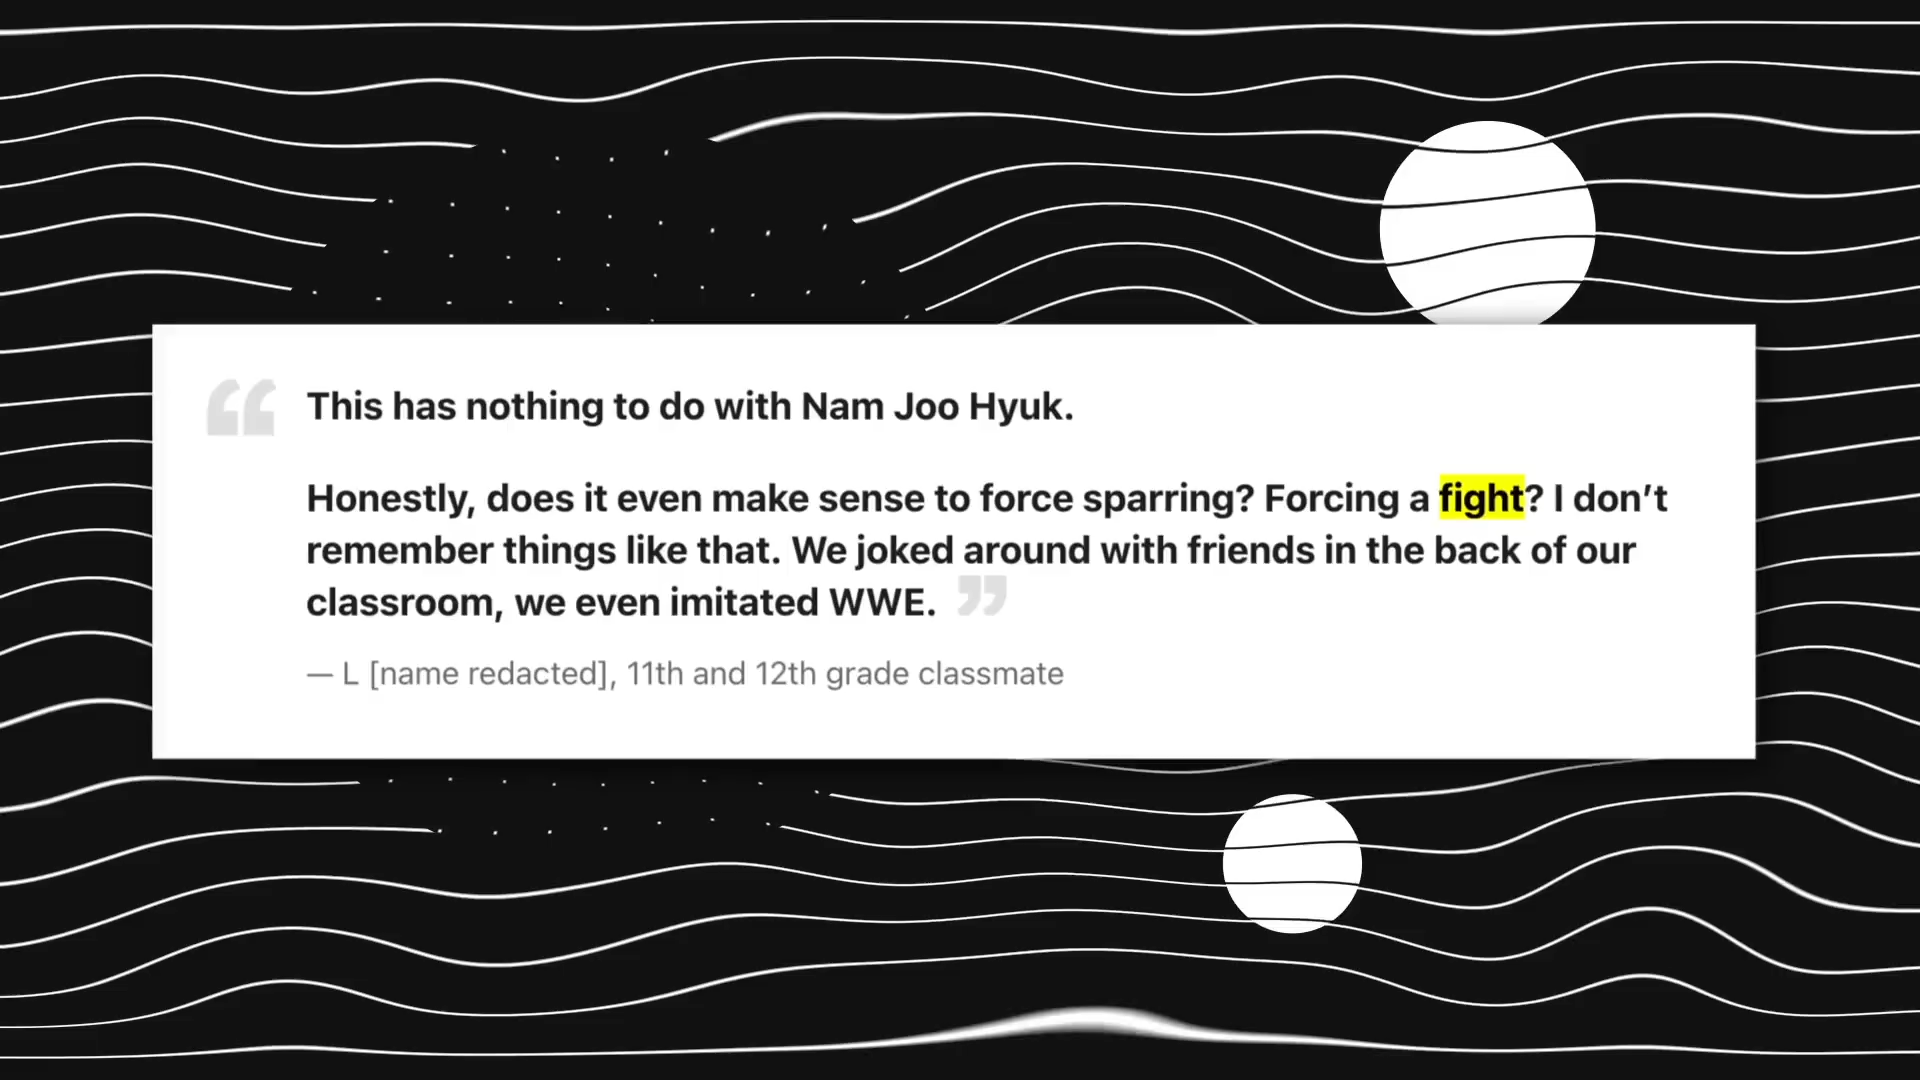 “ This has nothing to do with Nam Joo Hyuk.
Honestly, does it even make sense to force sparring? Forcing a fight? I don’t
remember things like that. We joked around with friends in the back of our
classroom, we even imitated WWE. ”
— L [name redacted], 11th and 12th grade classmate